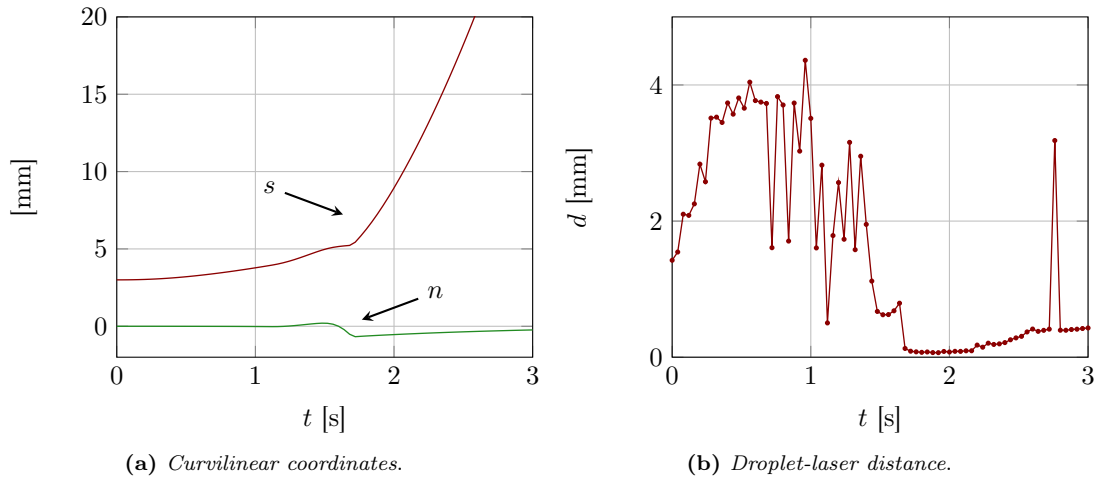 20
15
10
5
0
[mm]
s
n
0
1
2
3
t [s]
(a) Curvilinear coordinates.
4
2
0
d [mm]
0
1
2
3
t [s]
(b) Droplet-laser distance.